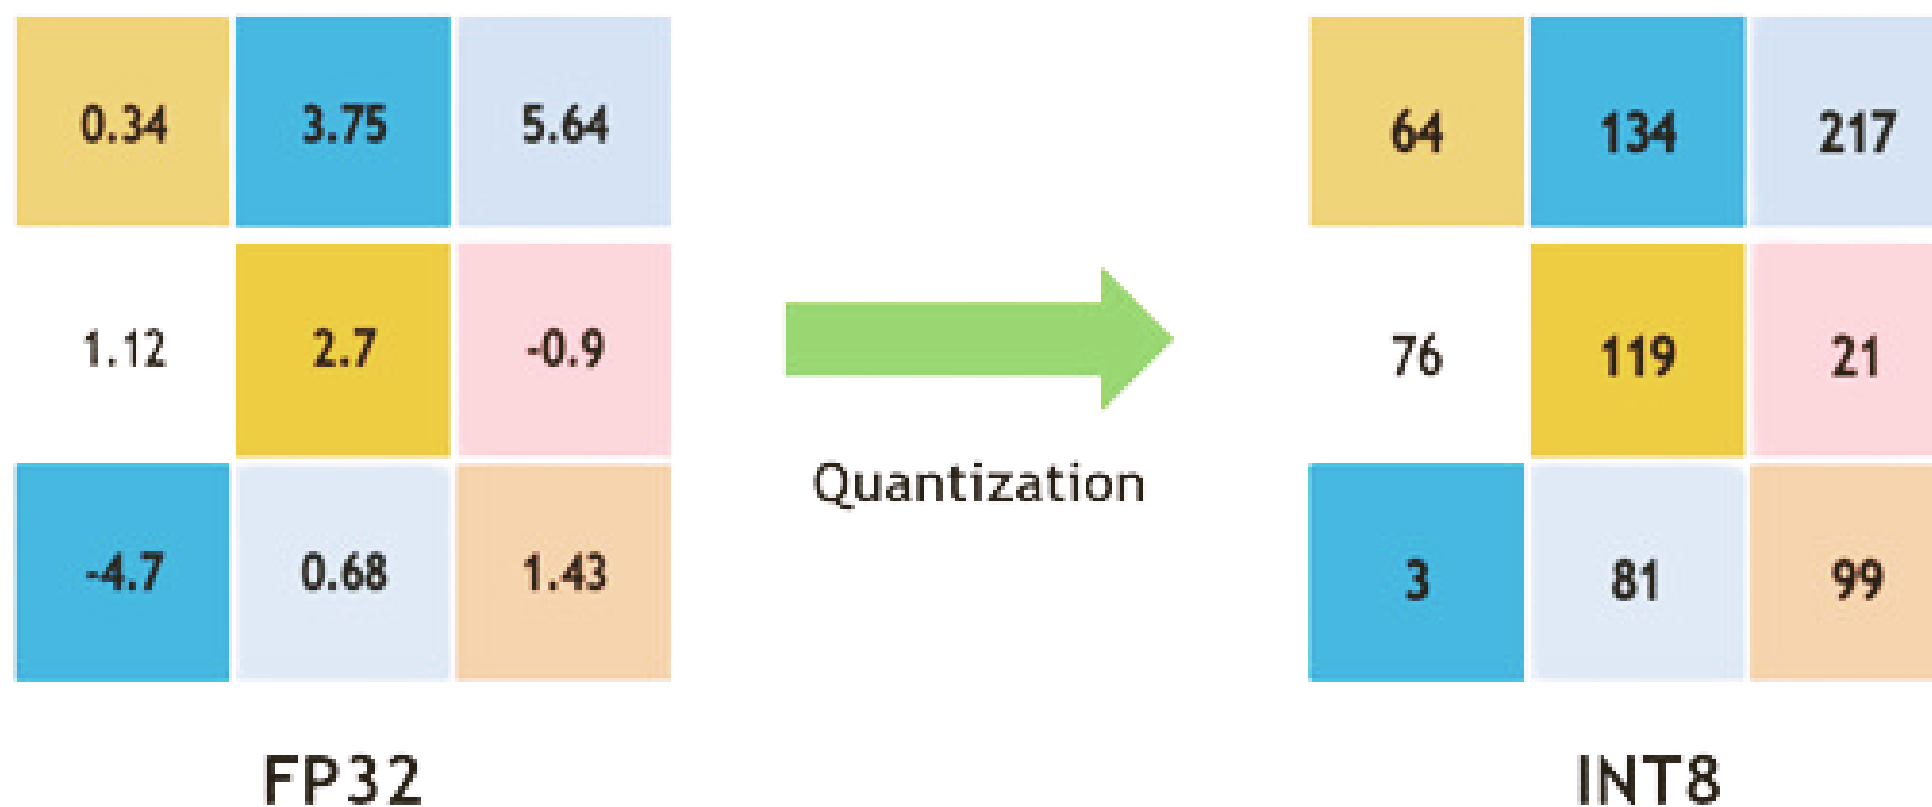 0.34 3.75 5.64 64 134 217
1.12 2.7 -0.9 76 119 21
Quantization
-4.7 0.68 1.43 3 81 99
FP32 INT8